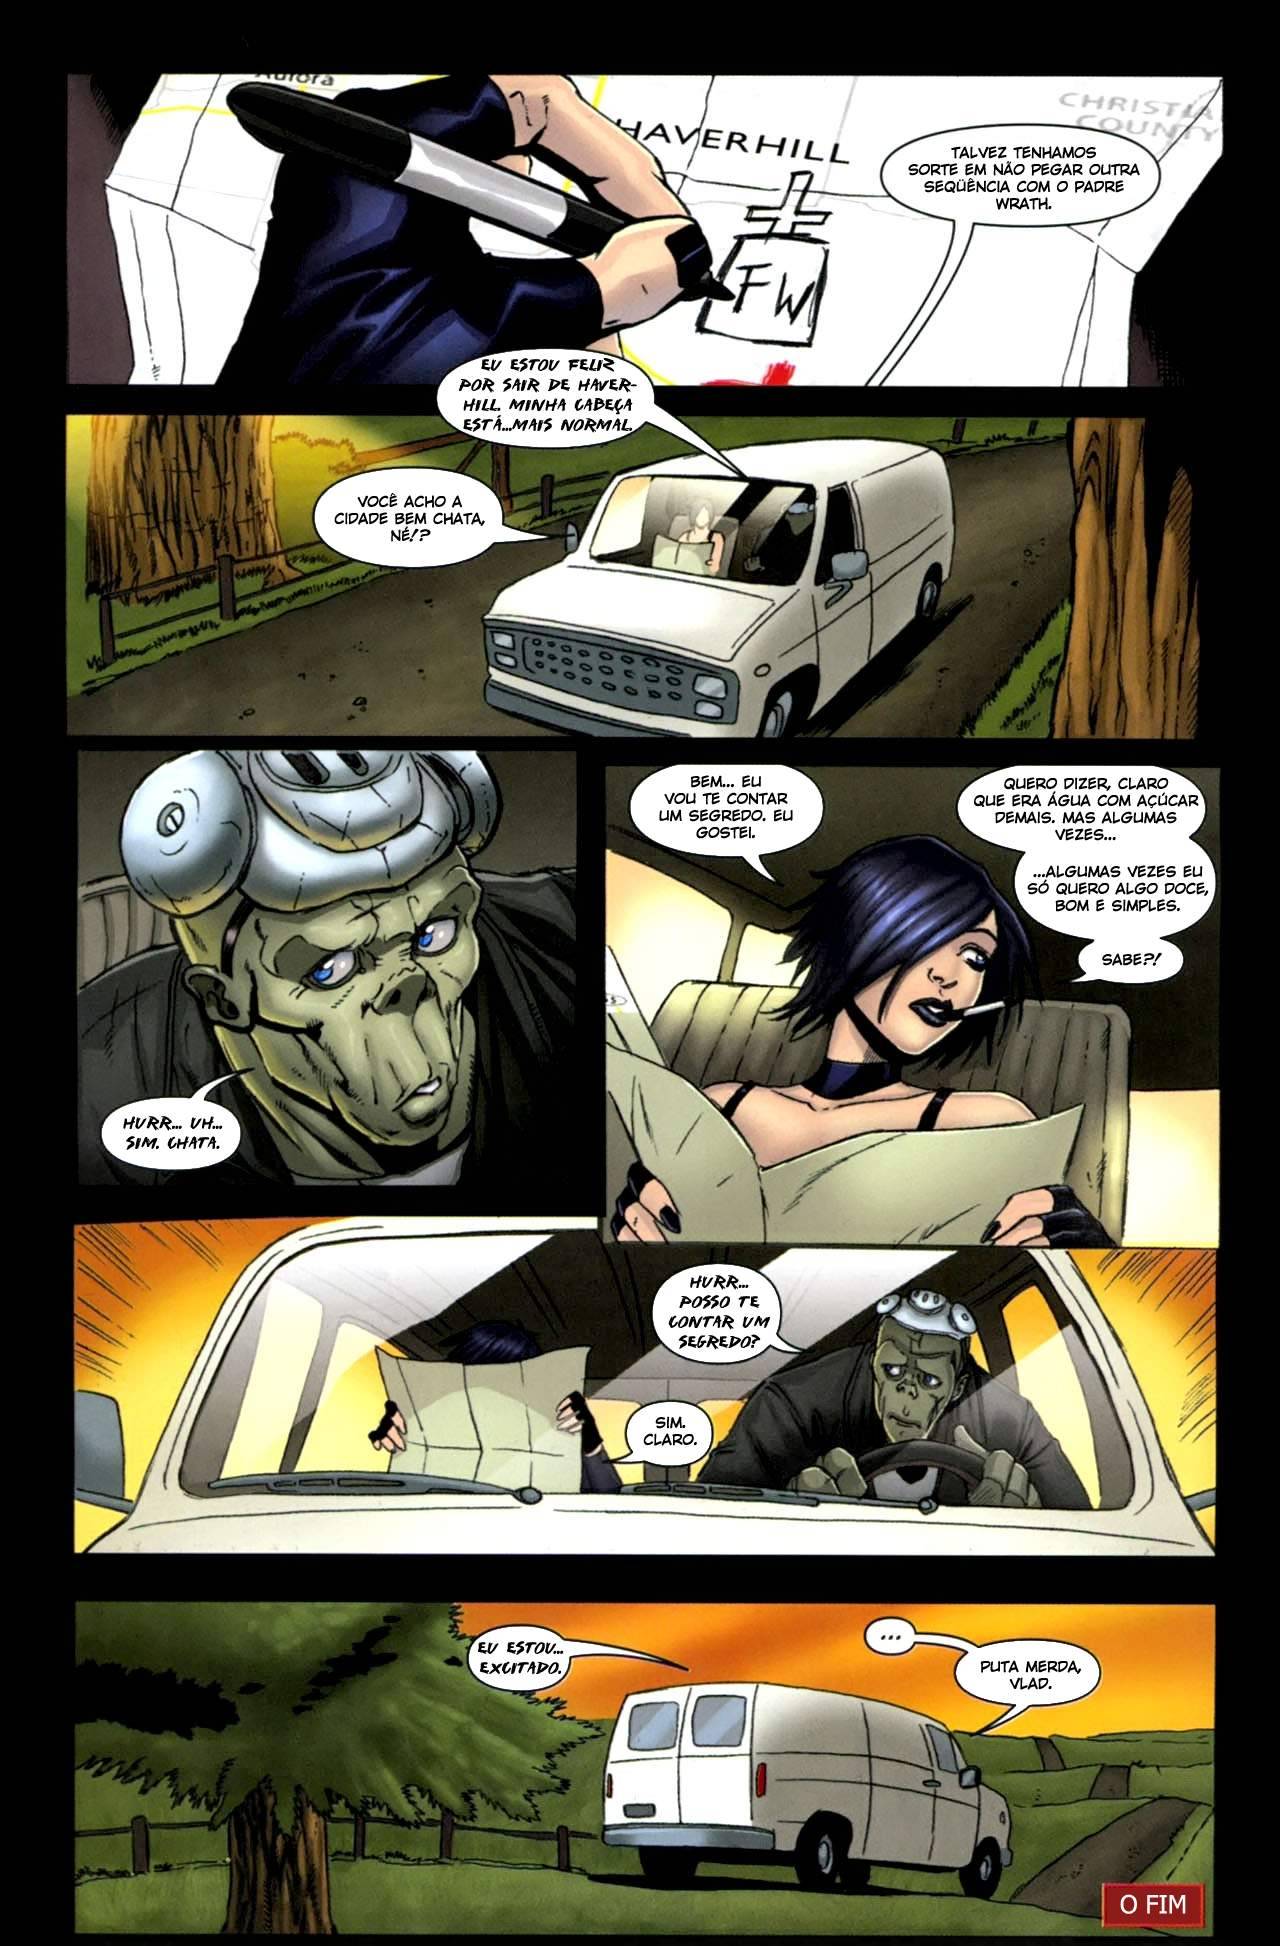 Aurora
HAVERHILL
CHRISTIA
COUNTY
TALVEZ TENHAMOS
SORTE EM NÃO PEGAR OUTRA
SEQÜÊNCIA COM O PADRE
WRATH.
FW
EU ESTOU FELIZ
POR SAIR DE HAVER-
HILL. MINHA CABEÇA
ESTÁ...MAIS NORMAL.
VOCÊ ACHO A
CIDADE BEM CHATA,
NÉ!?
HURR... UH...
SIM. CHATA.
BEM... EU
VOU TE CONTAR
UM SEGREDO. EU
GOSTEI.
QUERO DIZER, CLARO
QUE ERA ÁGUA COM AÇÚCAR
DEMAIS. MAS ALGUMAS
VEZES...
...ALGUMAS VEZES EU
SÓ QUERO ALGO DOCE,
BOM E SIMPLES.
SABE?!
HURR...
POSSO TE
CONTAR UM
SEGREDO?
SIM.
CLARO.
EU ESTOU...
EXCITADO.
...
PUTA MERDA,
VLAD.
O FIM